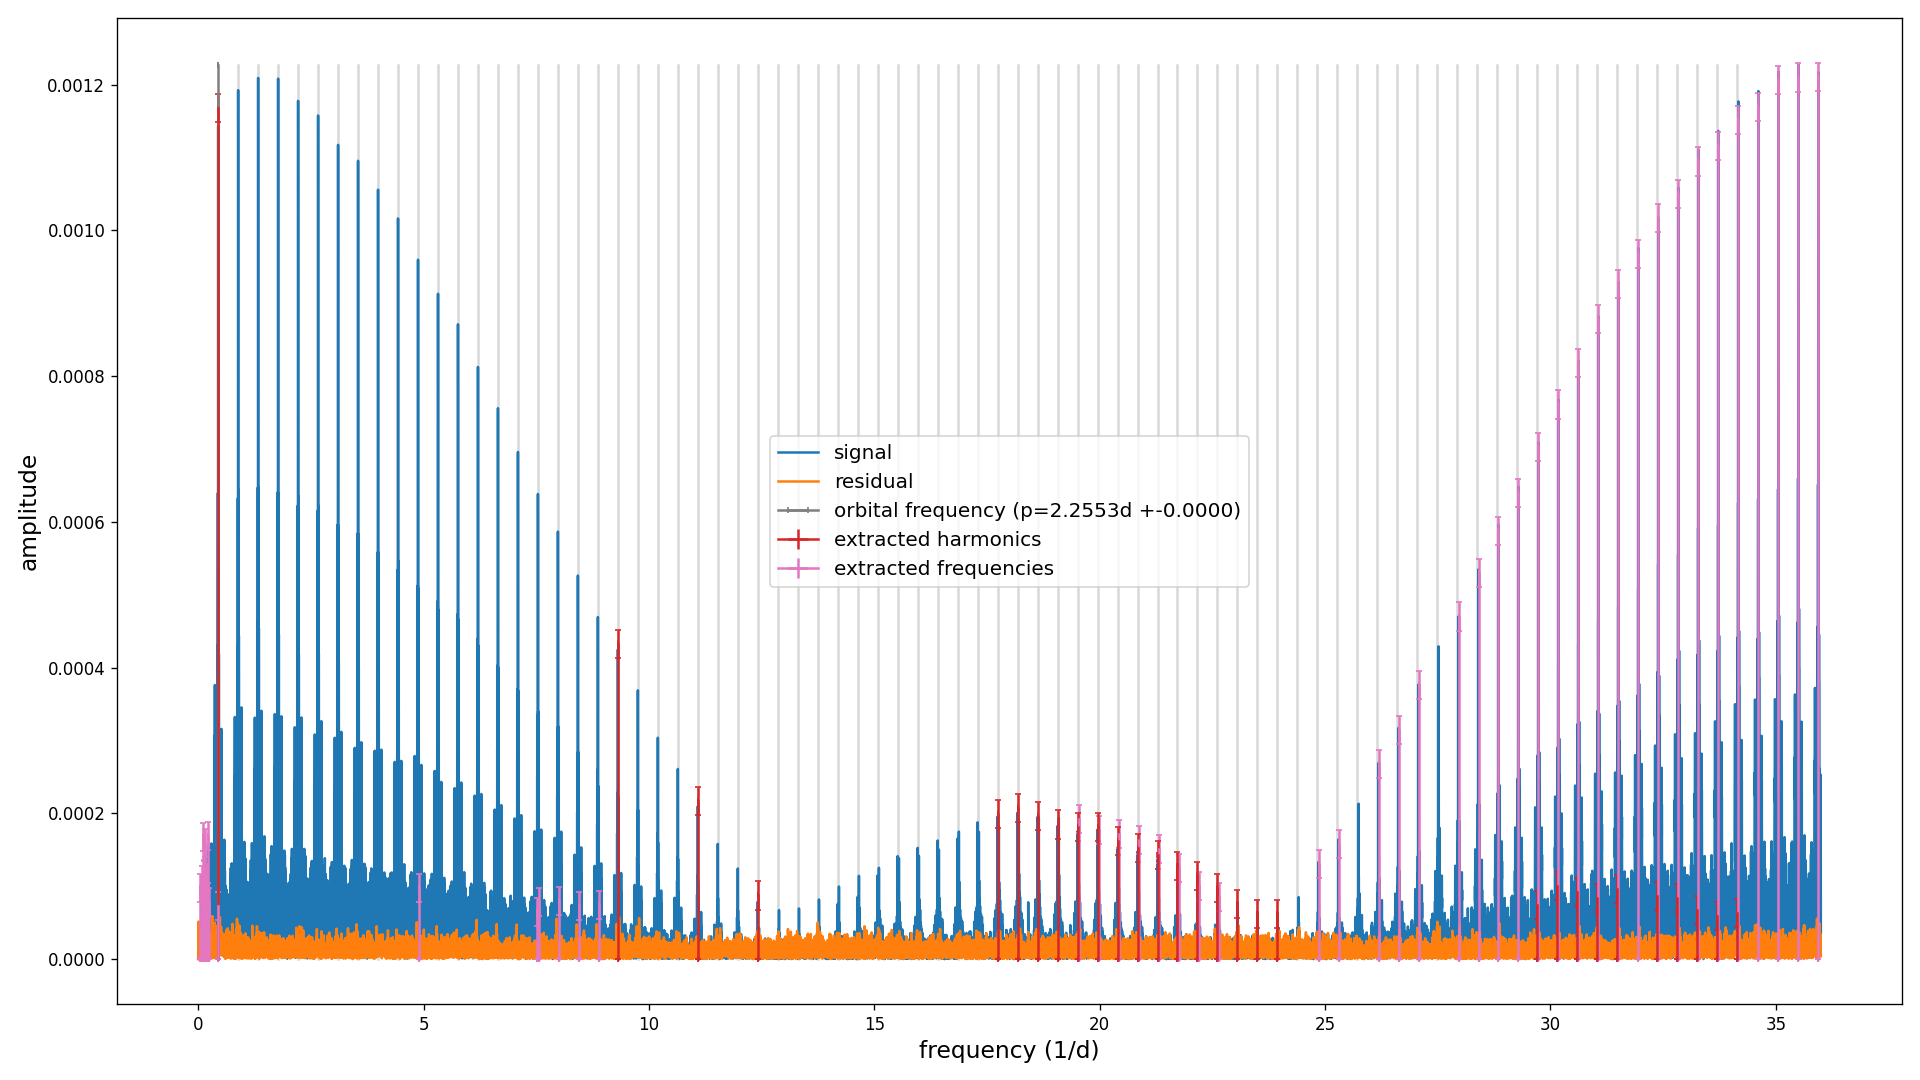 0.0012
0.0010
0.0008
0.0006
0.0004
0.0002
0.0000
amplitude
signal
residual
orbital frequency (p=2.2553d +-0.0000)
extracted harmonics
extracted frequencies
0 5 10 15 20 25 30 35
frequency (1/d)